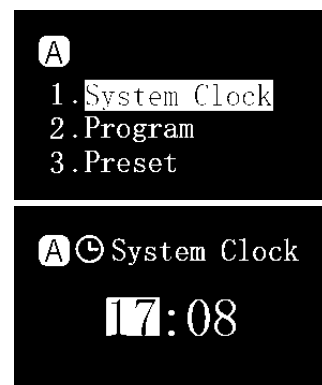 A
1.System Clock
2.Program
3.Preset
A System Clock
17:08